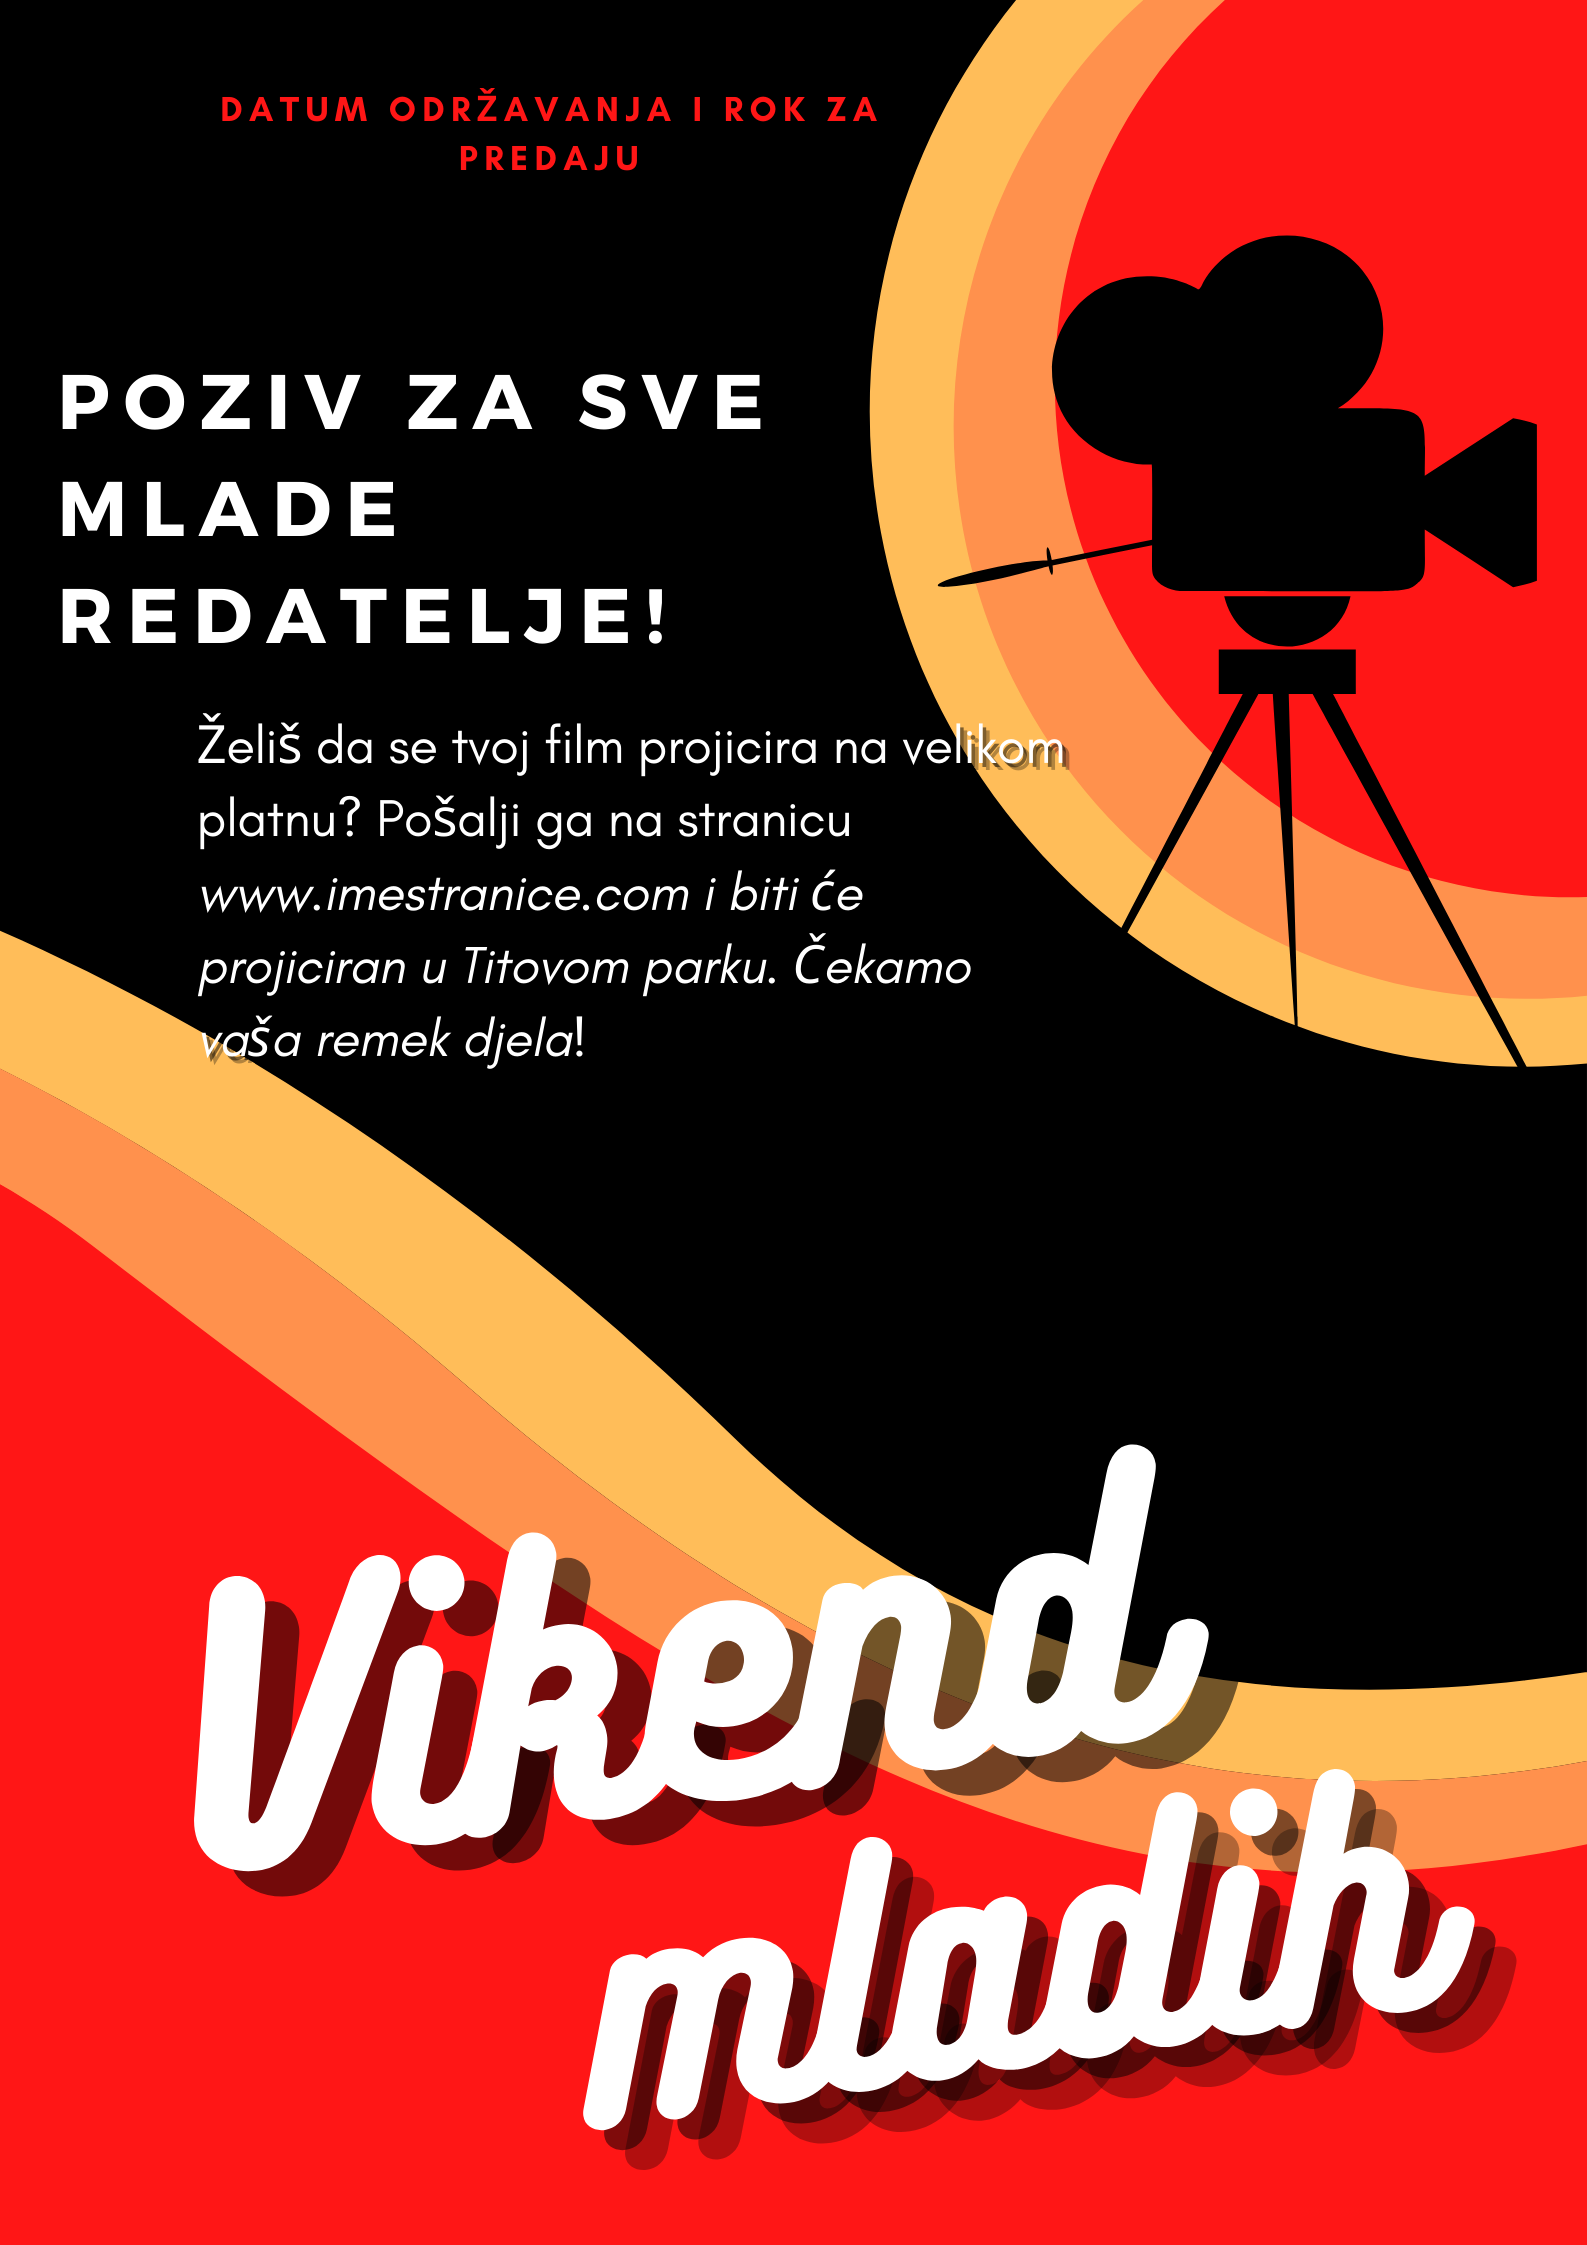 DATUM ODRŽAVANJA I ROK ZA
PREDAJU
POZIV ZA SVE
MLADE
REDATELJE!
Želiš da se tvoj film projicira na velikom
platnu? Pošalji ga na stranicu
www.imestranice.com i biti će
projiciran u Titovom parku. Čekamo
vaša remek djela!
Vikend
mladih